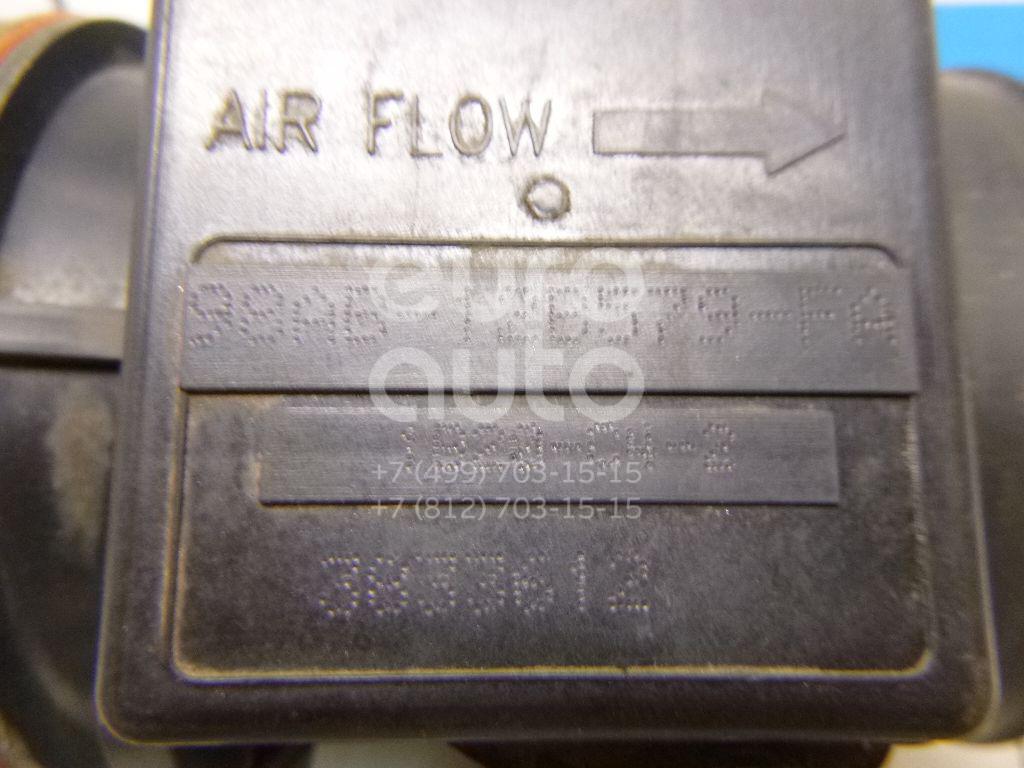 AIR FLOW
98AB-12B579-FA
euro
auto
+7 (499) 703-15-15
+7 (812) 703-15-15